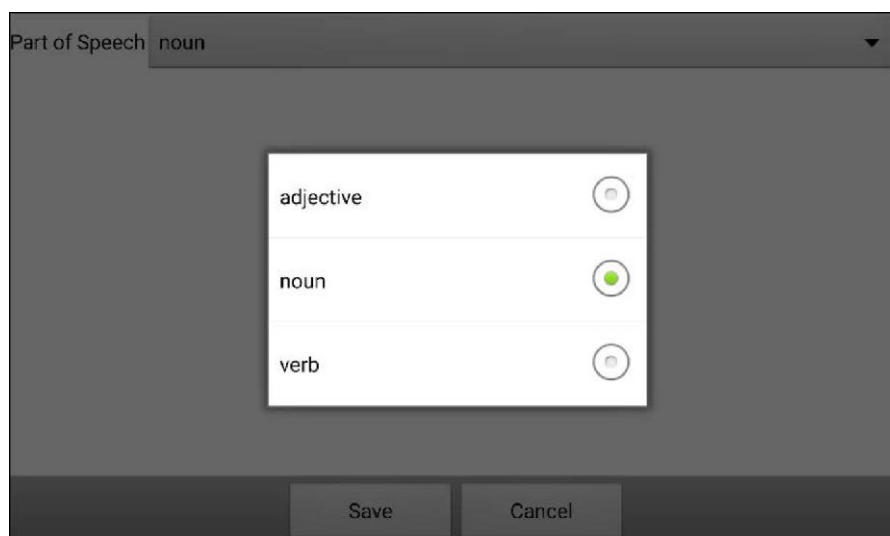 Part of Speech noun
adjective
noun
verb
Save Cancel